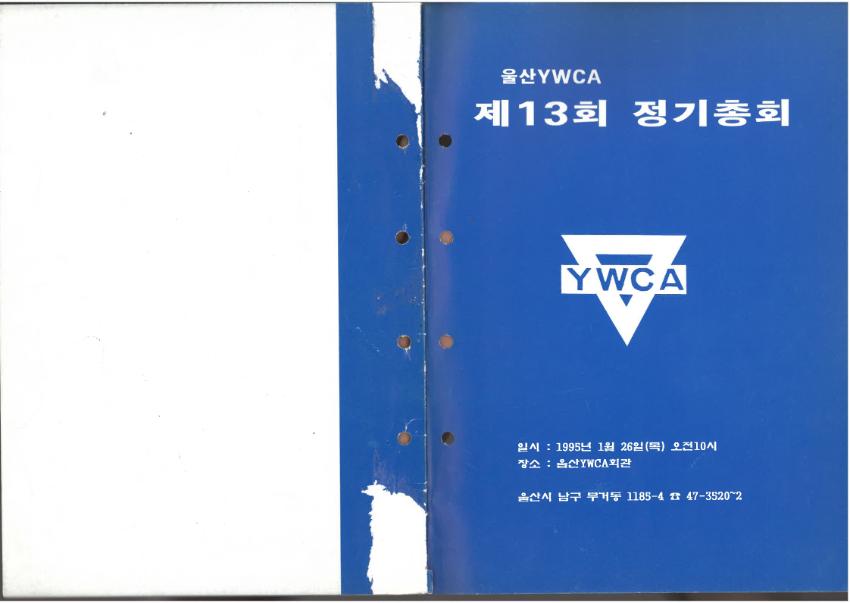 울산YWCA
제13회 정기총회
YWCA
일시 : 1995년 1월 26일(목) 오전10시
장소 : 울산YWCA회관
울산시 남구 무거동 1185-4 ☎ 47-3520~2